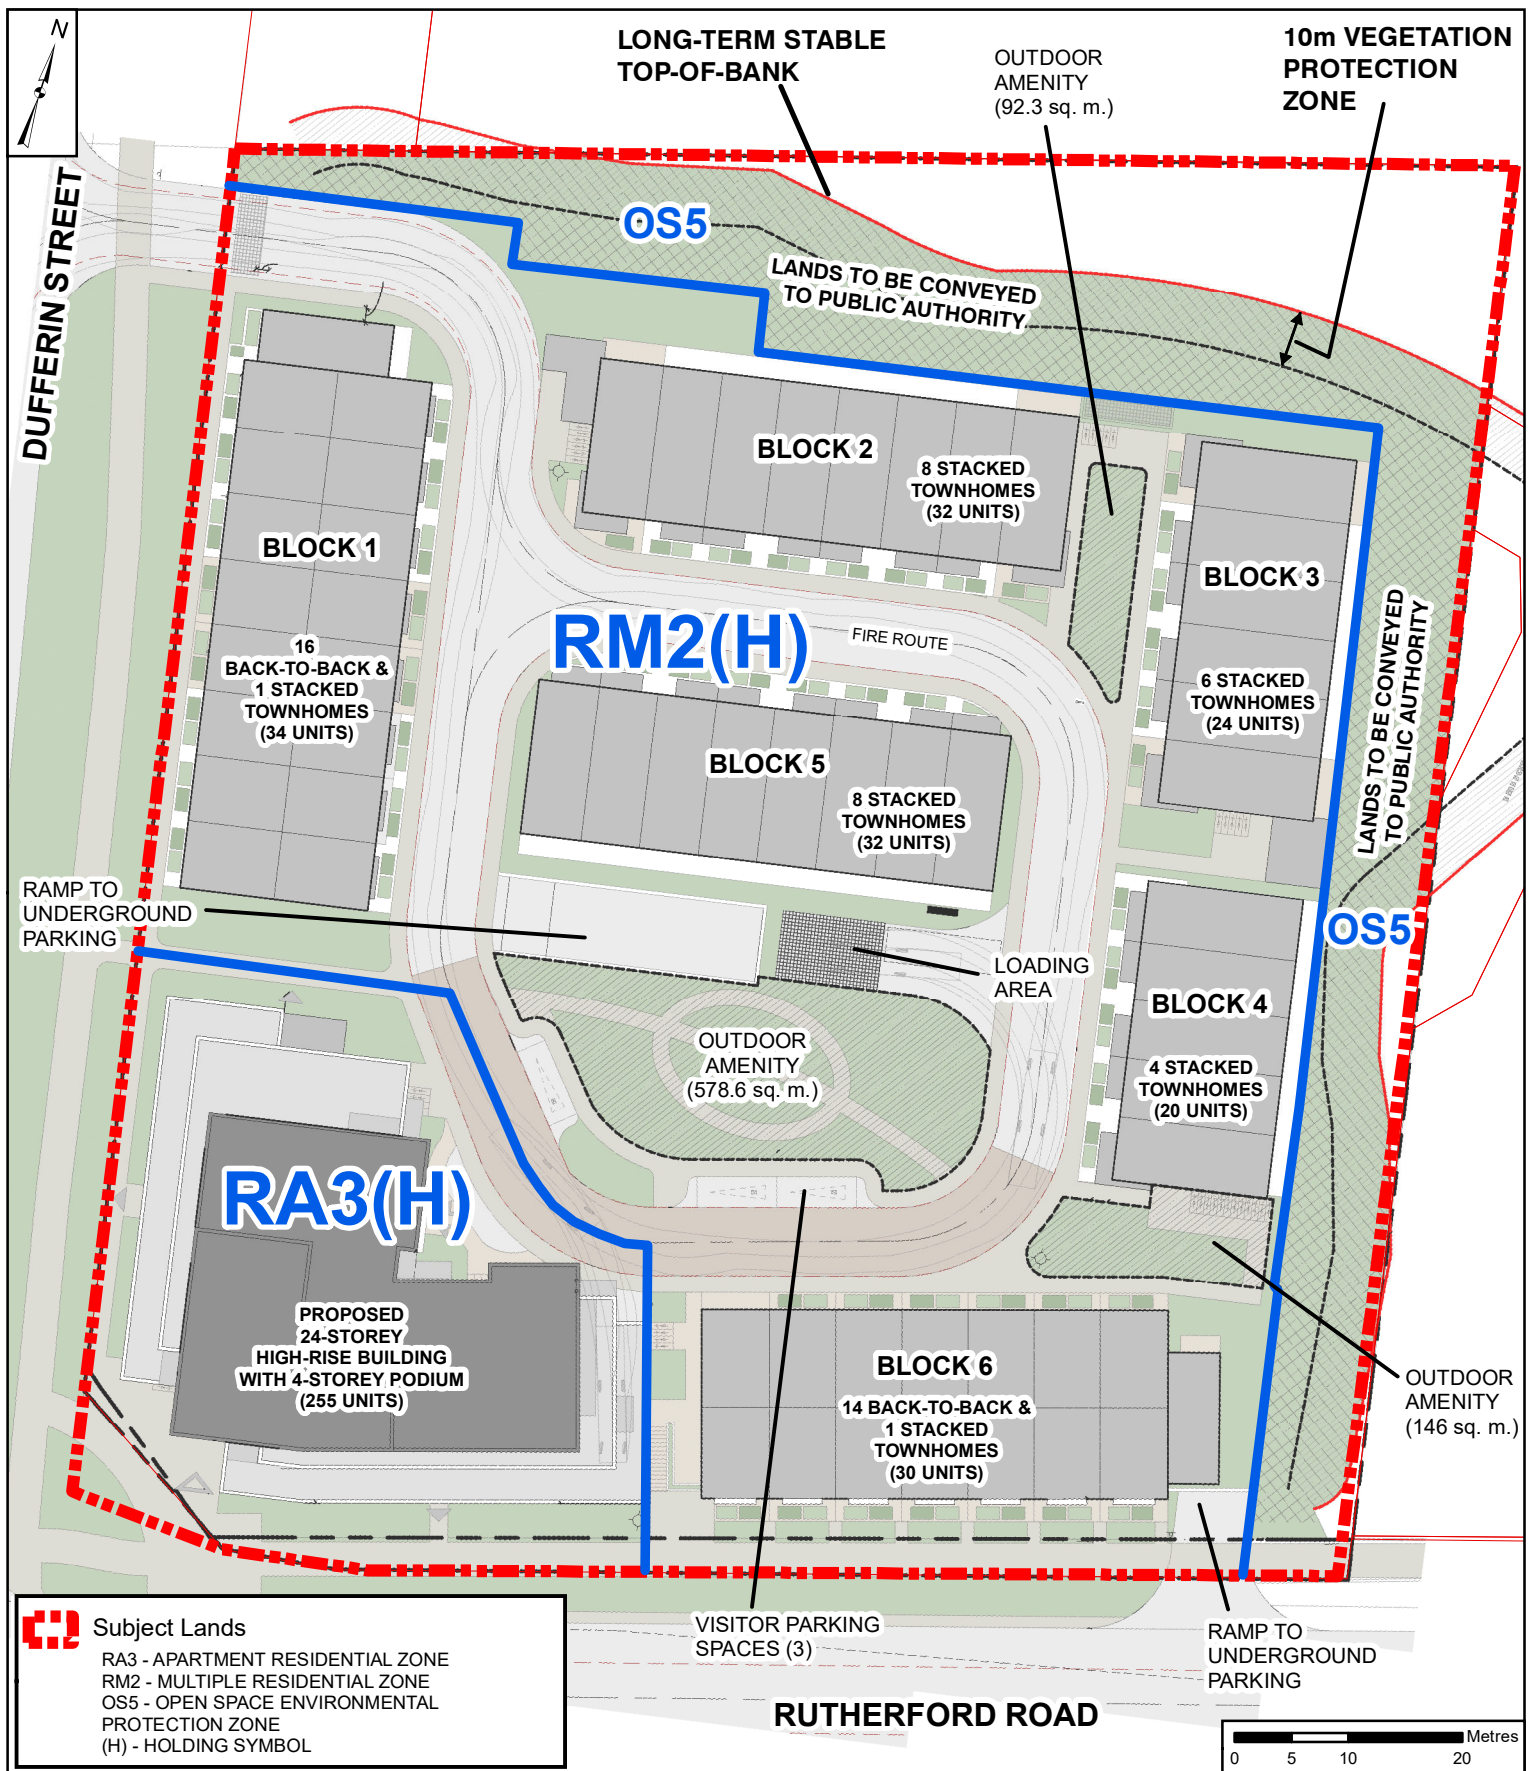 N
LONG-TERM STABLE
TOP-OF-BANK
OUTDOOR
AMENITY
(92.3 sq. m.)
10m VEGETATION
PROTECTION
ZONE
DUFFERIN STREET
OS5
LANDS TO BE CONVEYED
TO PUBLIC AUTHORITY
BLOCK 2
8 STACKED
TOWNHOMES
(32 UNITS)
BLOCK 1
16
BACK-TO-BACK &
1 STACKED
TOWNHOMES
(34 UNITS)
BLOCK 3
6 STACKED
TOWNHOMES
(24 UNITS)
RM2(H)
FIRE ROUTE
LANDS TO BE CONVEYED
TO PUBLIC AUTHORITY
BLOCK 5
8 STACKED
TOWNHOMES
(32 UNITS)
RAMP TO
UNDERGROUND
PARKING
OS5
LOADING
AREA
BLOCK 4
4 STACKED
TOWNHOMES
(20 UNITS)
OUTDOOR
AMENITY
(578.6 sq. m.)
RA3(H)
PROPOSED
24-STOREY
HIGH-RISE BUILDING
WITH 4-STOREY PODIUM
(255 UNITS)
BLOCK 6
14 BACK-TO-BACK &
1 STACKED
TOWNHOMES
(30 UNITS)
OUTDOOR
AMENITY
(146 sq. m.)
VISITOR PARKING
SPACES (3)
RAMP TO
UNDERGROUND
PARKING
RUTHERFORD ROAD
Subject Lands
RA3 - APARTMENT RESIDENTIAL ZONE
RM2 - MULTIPLE RESIDENTIAL ZONE
OS5 - OPEN SPACE ENVIRONMENTAL
PROTECTION ZONE
(H) - HOLDING SYMBOL
Metres
0 5 10 20